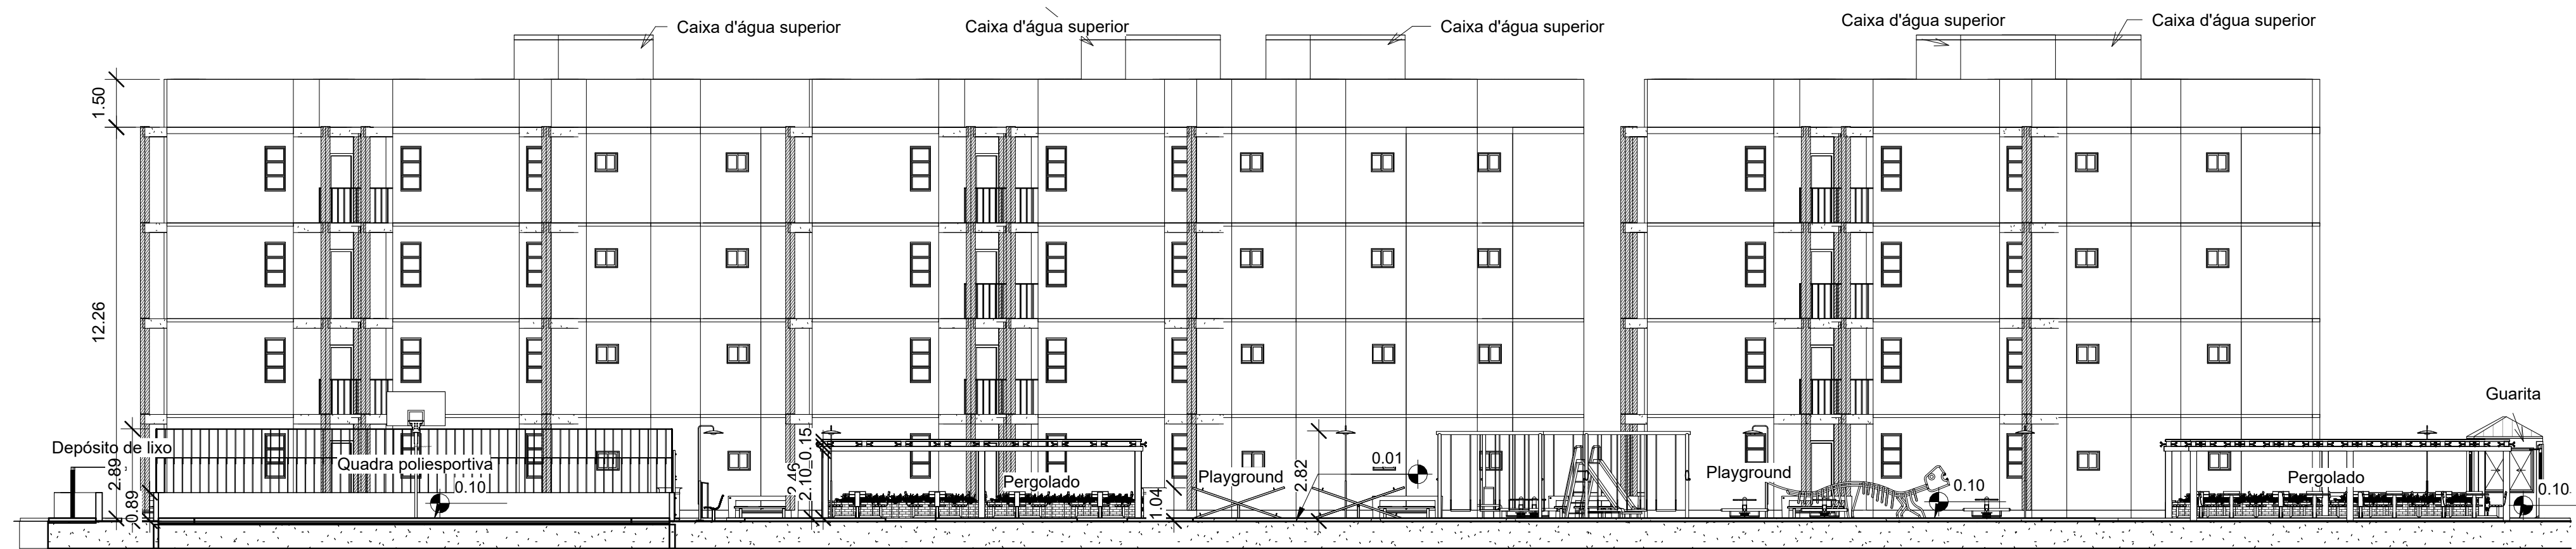 Caixa d'água superior
Caixa d'água superior
Caixa d'água superior
Caixa d'água superior
Caixa d'água superior
1.50
12.26
Guarita
Depósito de lixo
2.89
0.89
Quadra poliesportiva
0.10
2.46
2.10
0.15
Pergolado
1.04
Playground
2.82
0.01
Playground
0.10
Pergolado
0.10